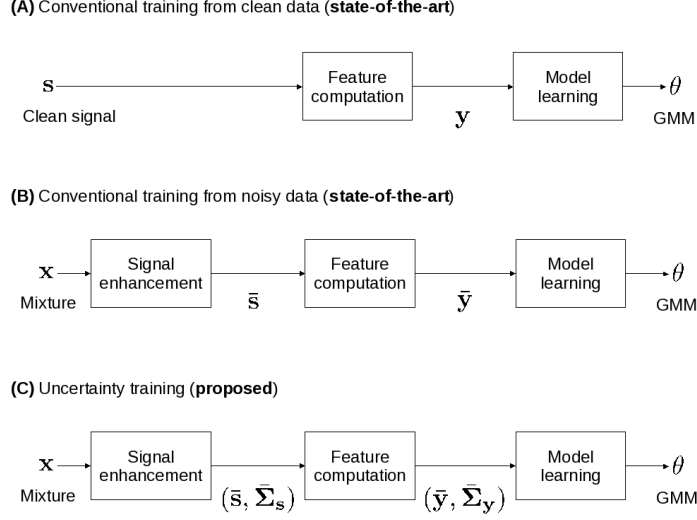 (A) Conventional training from clean data (state-of-the-art)
s
Feature
computation
Model
learning
θ
Clean signal
y
GMM
(B) Conventional training from noisy data (state-of-the-art)
x
Signal
enhancement
Feature
computation
Model
learning
θ
Mixture
s̄
ȳ
GMM
(C) Uncertainty training (proposed)
x
Signal
enhancement
Feature
computation
Model
learning
θ
Mixture
(s̄, Σ̄ₛ)
(ȳ, Σ̄_y)
GMM